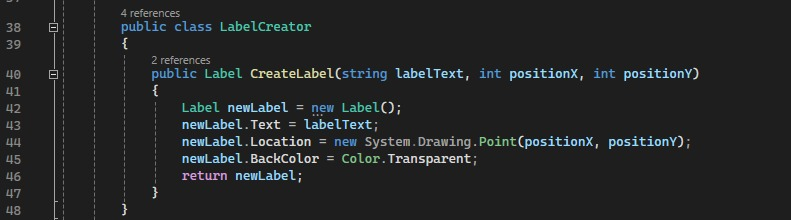 4 references
38 public class LabelCreator
39 {
2 references
40 public Label CreateLabel(string labelText, int positionX, int positionY)
41 {
42 Label newLabel = new Label();
43 newLabel.Text = labelText;
44 newLabel.Location = new System.Drawing.Point(positionX, positionY);
45 newLabel.BackColor = Color.Transparent;
46 return newLabel;
47 }
48 }